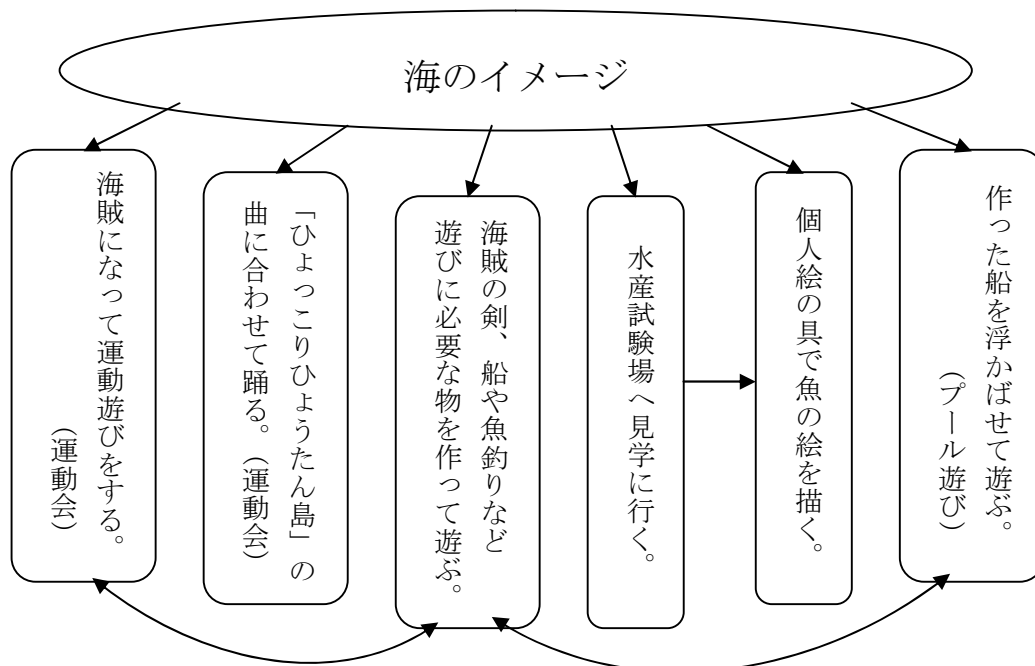 海のイメージ
作った船を浮かばせて遊ぶ。
(プール遊び)
個人絵の具で魚の絵を描く。
水産試験場へ見学に行く。
海賊の剣、船や魚釣りなど
遊びに必要な物を作って遊ぶ。
「ひょっこりひょうたん島」の
曲に合わせて踊る。(運動会)
海賊になって運動遊びをする。
(運動会)